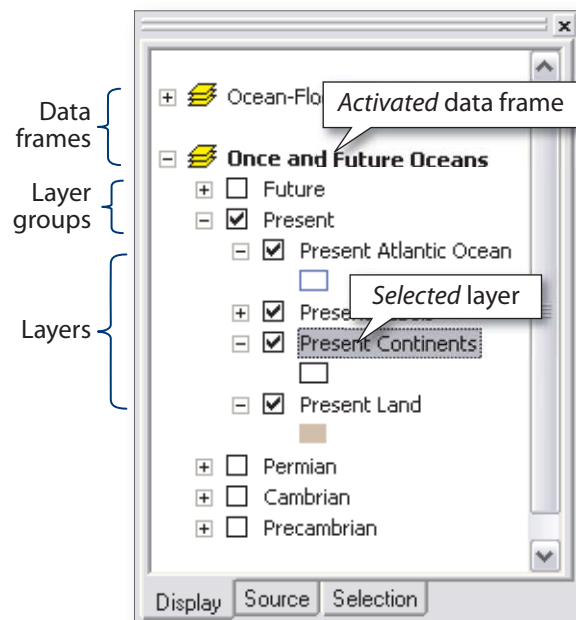 Data
frames
Ocean-Flo
Activated data frame
Once and Future Oceans
Layer
groups
Future
Present
Layers
Present Atlantic Ocean
Selected layer
Present
Present Continents
Present Land
Permian
Cambrian
Precambrian
Display Source Selection